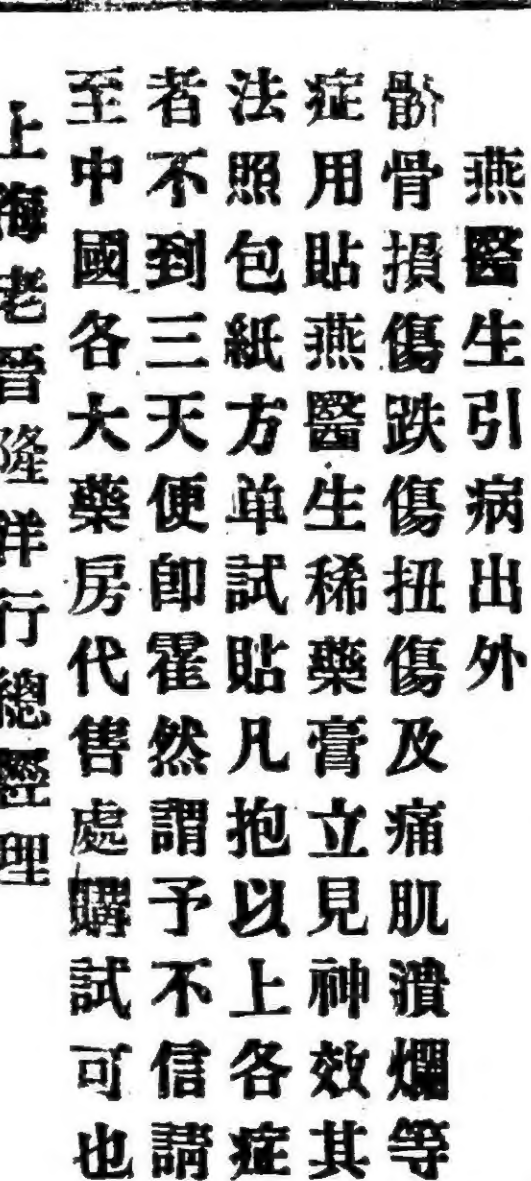 燕醫生引病出外
骱骨損傷跌傷扭傷及痛肌潰爛等
症用貼燕醫生稀藥膏立見神效其
法照包紙方单試貼凡抱以上各症
者不到三天便卽霍然謂予不信請
至中國各大藥房代售處購試可也
上海老晉隆洋行總經理